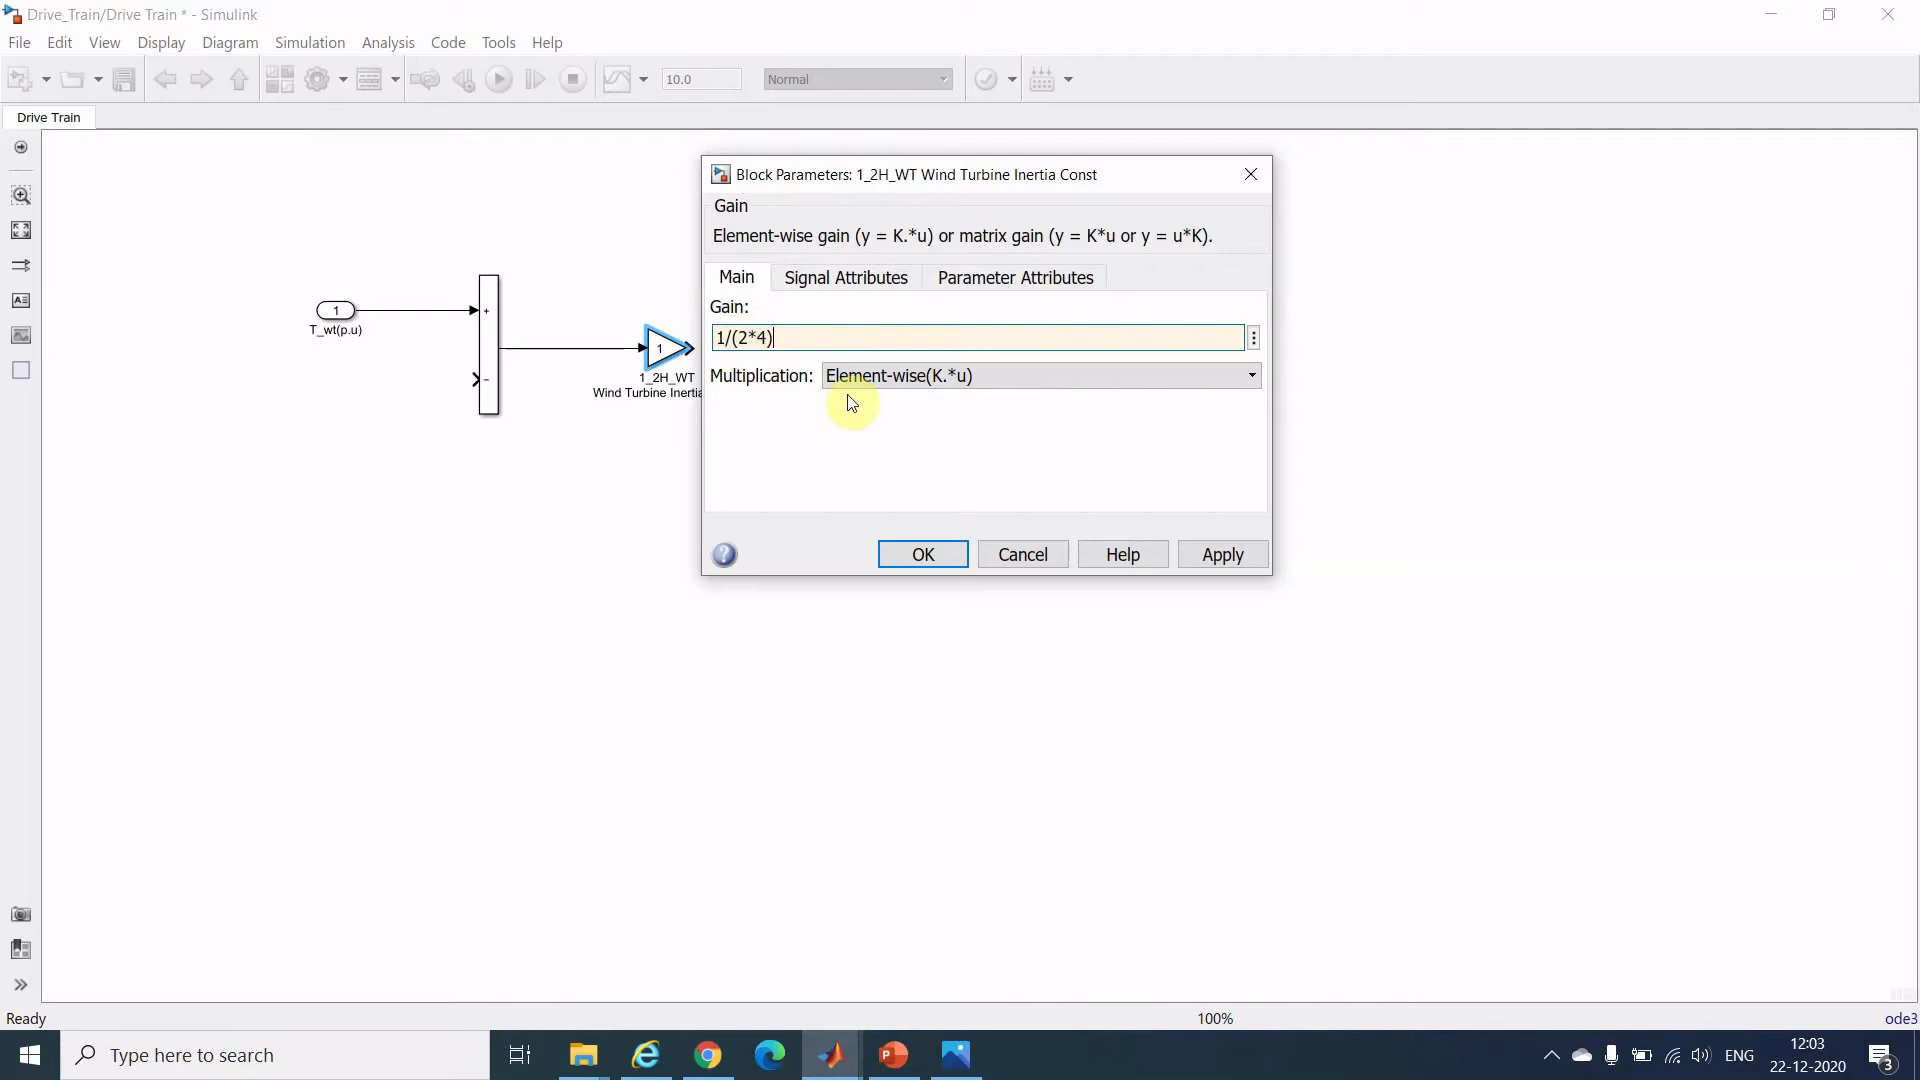 Drive_Train/Drive Train * - Simulink
File Edit View Display Diagram Simulation Analysis Code Tools Help
10.0 Normal
Drive Train
Block Parameters: 1_2H_WT Wind Turbine Inertia Const
Gain
Element-wise gain (y = K.*u) or matrix gain (y = K*u or y = u*K).
Main Signal Attributes Parameter Attributes
Gain:
1/(2*4)
Multiplication: Element-wise(K.*u)
OK Cancel Help Apply
1
T_wt(p.u)
+
-
1
1_2H_WT
Wind Turbine Inertia
Ready 100% ode3
Type here to search
ENG
12:03
22-12-2020
3